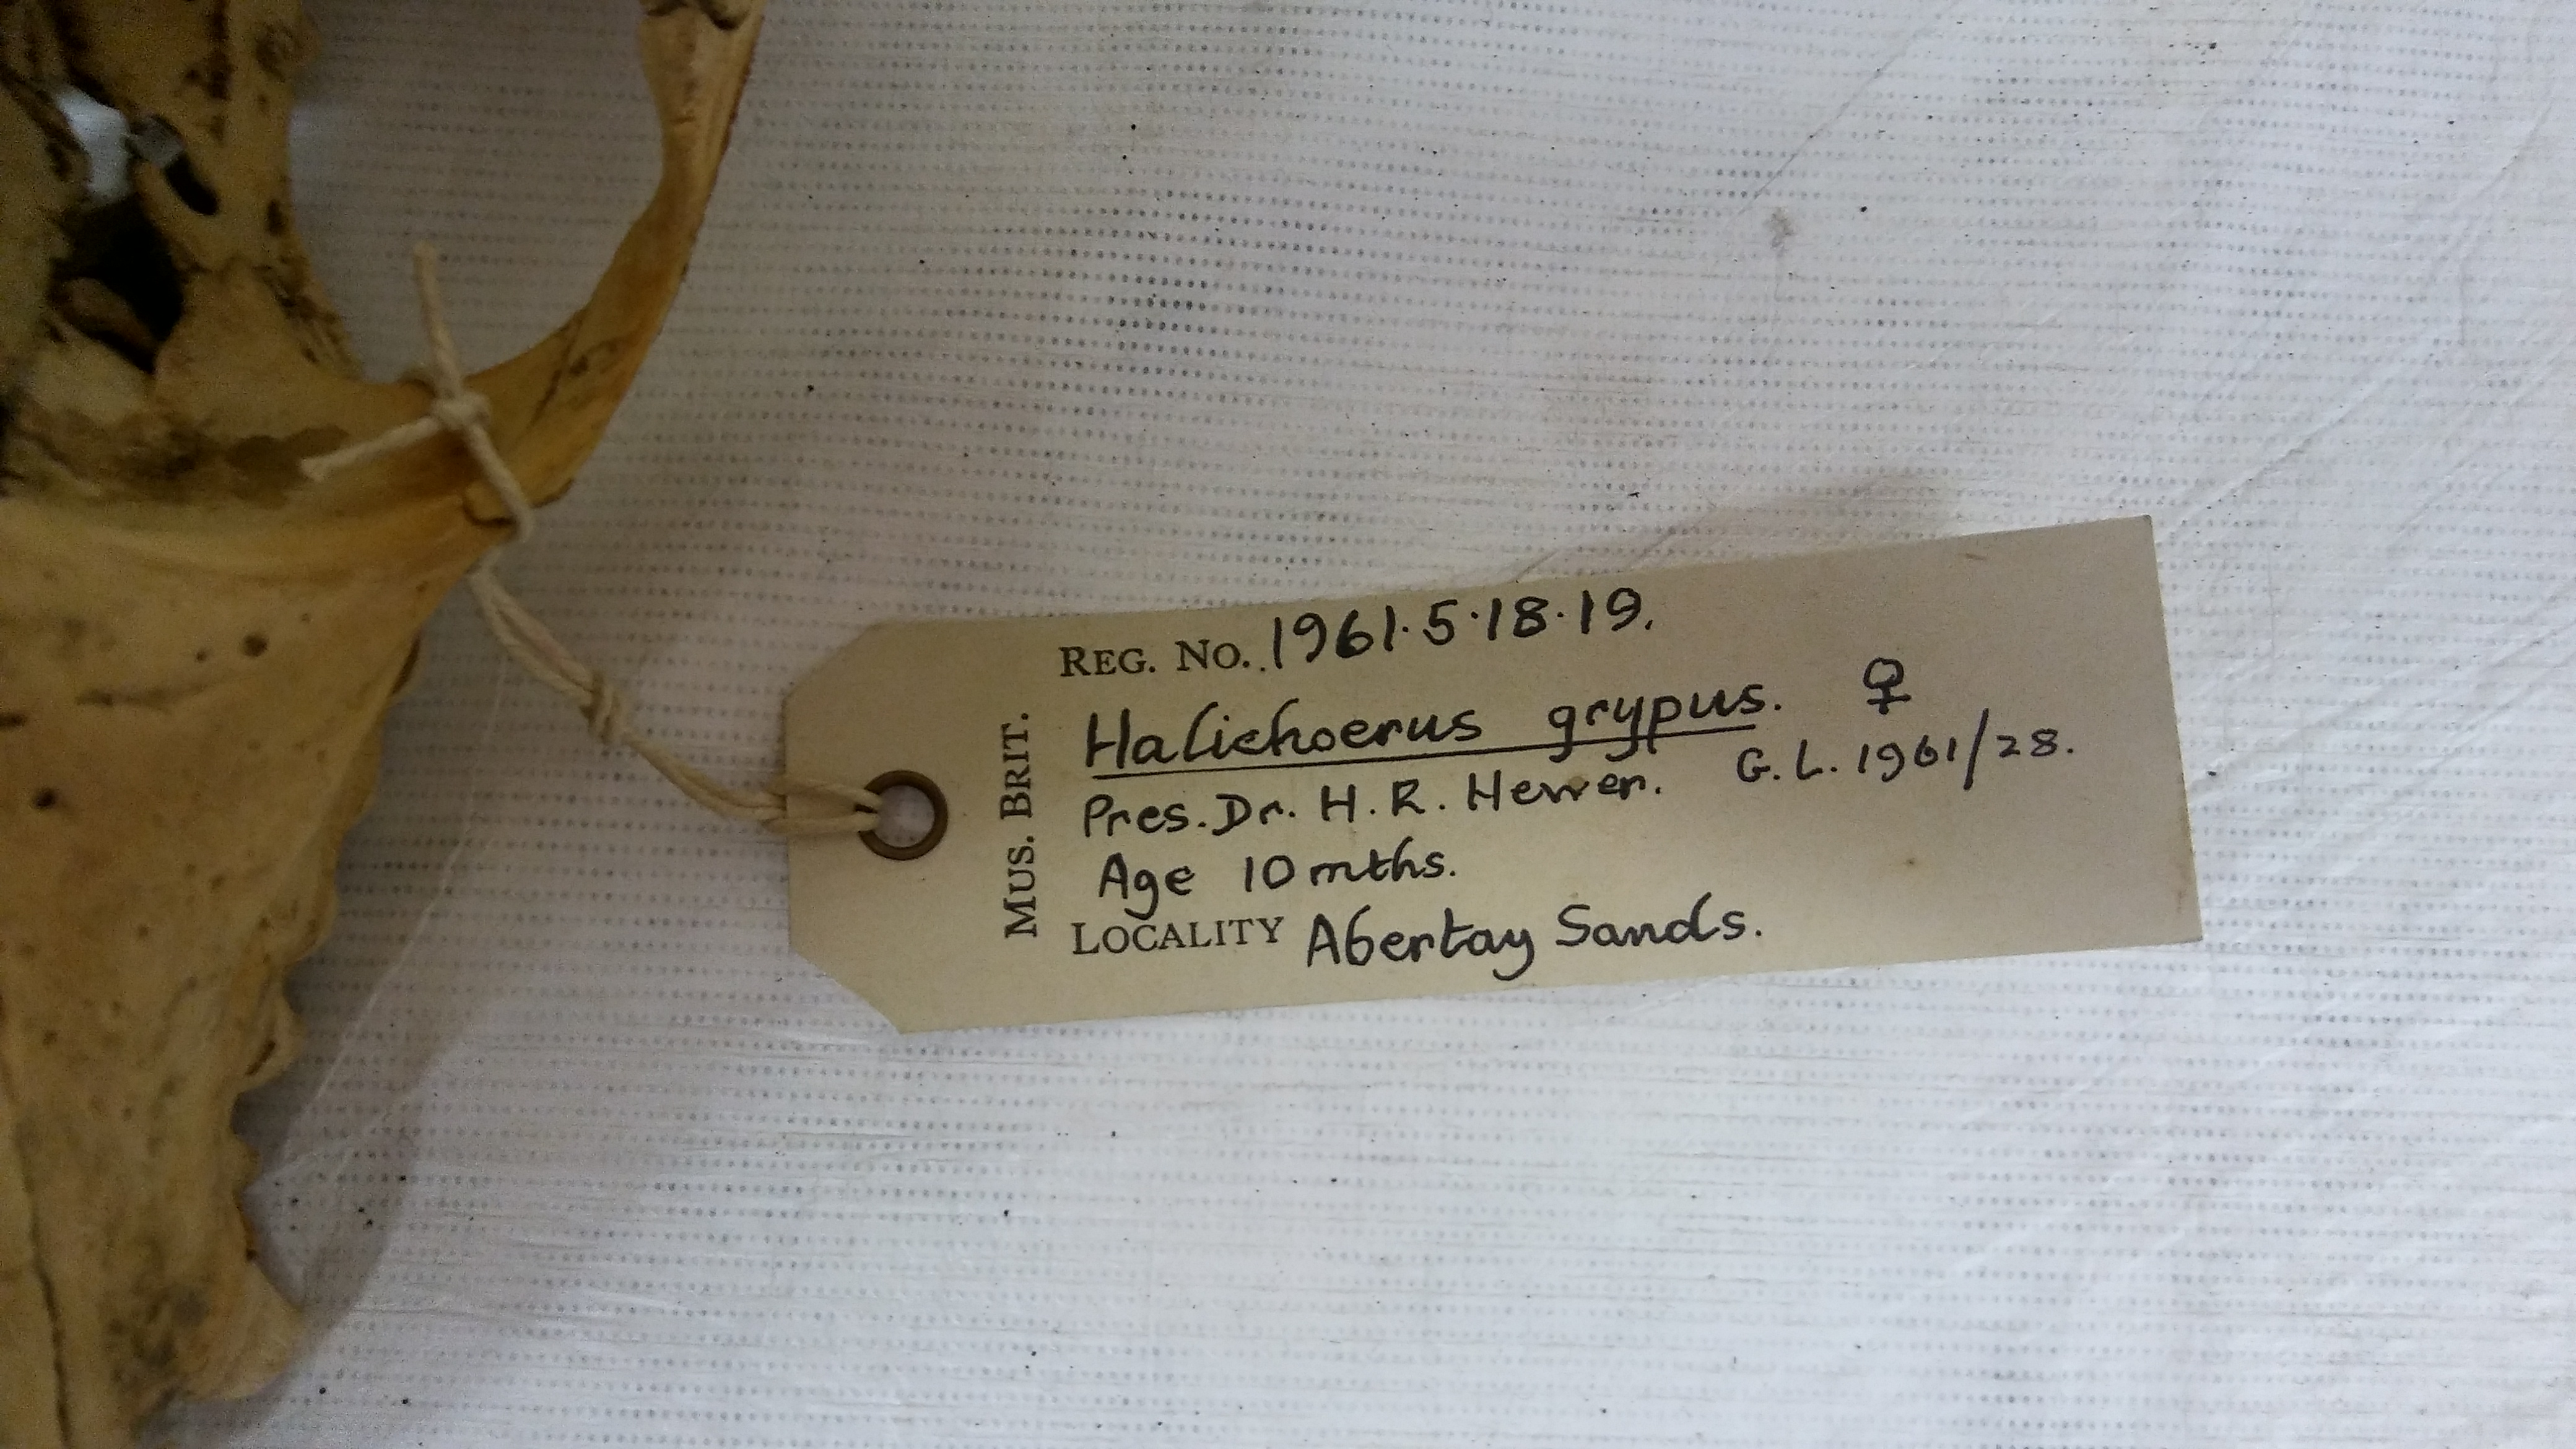 MUS. BRIT.
REG. NO. 1961.5.18.19.
Halichoerus grypus. ♀
Pres. Dr. H. R. Hewer. G.L. 1961/28.
Age 10 mths.
LOCALITY Abertay Sands.